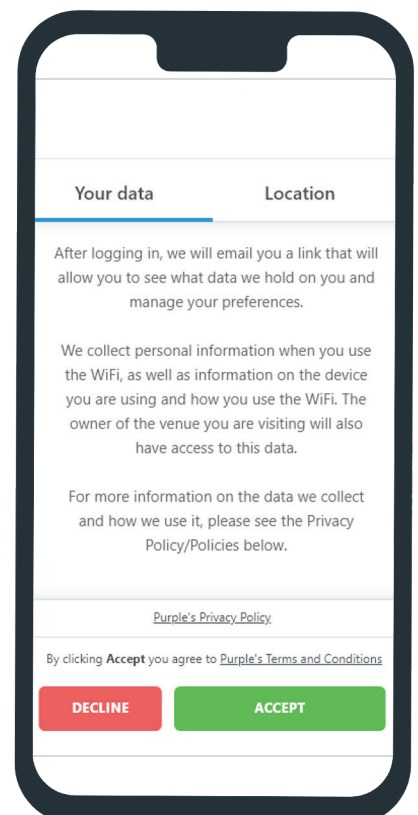 Your data Location
After logging in, we will email you a link that will
allow you to see what data we hold on you and
manage your preferences.
We collect personal information when you use
the WiFi, as well as information on the device
you are using and how you use the WiFi. The
owner of the venue you are visiting will also
have access to this data.
For more information on the data we collect
and how we use it, please see the Privacy
Policy/Policies below.
Purple's Privacy Policy
By clicking Accept you agree to Purple's Terms and Conditions
DECLINE ACCEPT